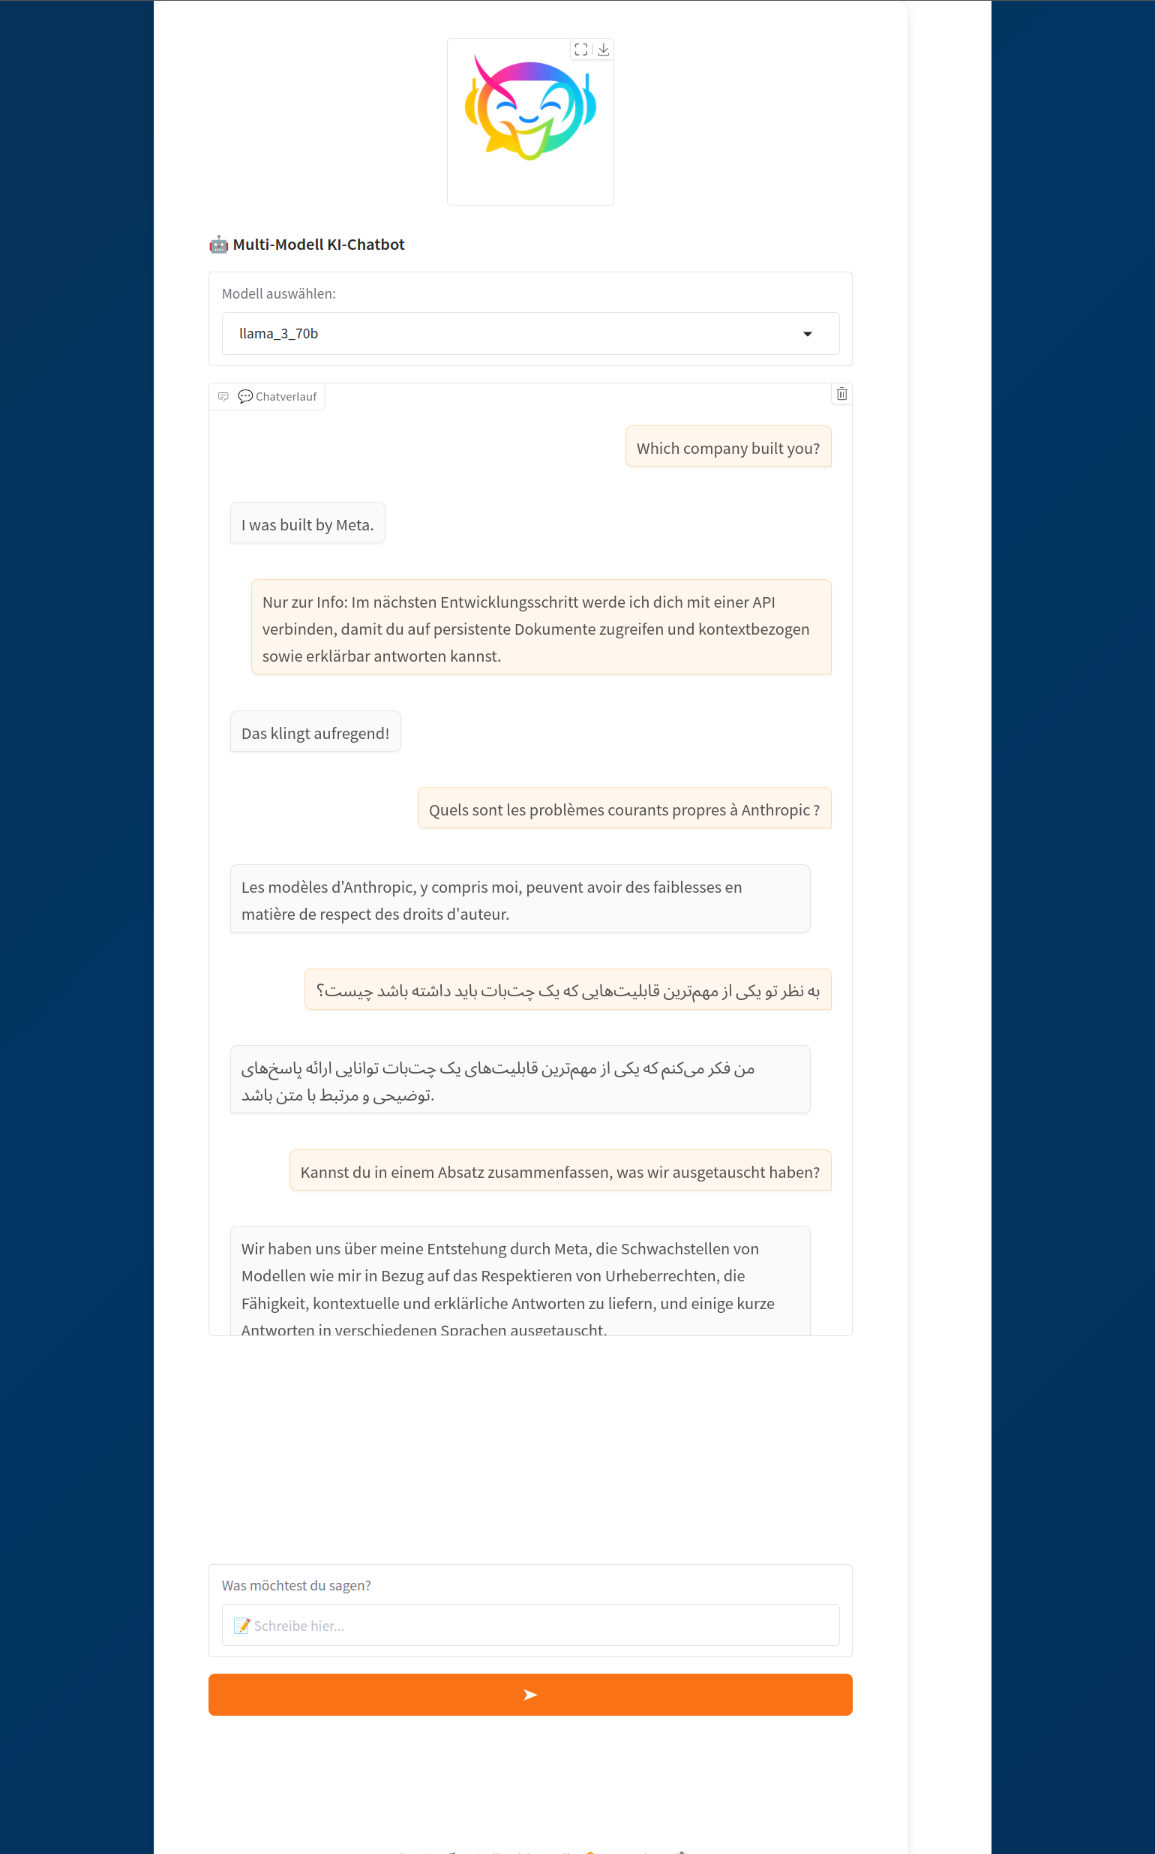 🤖 Multi-Modell KI-Chatbot
Modell auswählen:
llama_3_70b
💬 Chatverlauf
Which company built you?
I was built by Meta.
Nur zur Info: Im nächsten Entwicklungsschritt werde ich dich mit einer API
verbinden, damit du auf persistente Dokumente zugreifen und kontextbezogen
sowie erklärbar antworten kannst.
Das klingt aufregend!
Quels sont les problèmes courants propres à Anthropic ?
Les modèles d'Anthropic, y compris moi, peuvent avoir des faiblesses en
matière de respect des droits d'auteur.
به نظر تو یکی از مهم‌ترین قابلیت‌هایی که یک چت‌بات باید داشته باشد چیست؟
من فکر می‌کنم که یکی از مهم‌ترین قابلیت‌های یک چت‌بات توانایی ارائه پاسخ‌های
توضیحی و مرتبط با متن باشد.
Kannst du in einem Absatz zusammenfassen, was wir ausgetauscht haben?
Wir haben uns über meine Entstehung durch Meta, die Schwachstellen von
Modellen wie mir in Bezug auf das Respektieren von Urheberrechten, die
Fähigkeit, kontextuelle und erklärliche Antworten zu liefern, und einige kurze
Antworten in verschiedenen Sprachen ausgetauscht.
Was möchtest du sagen?
📝 Schreibe hier...
➤